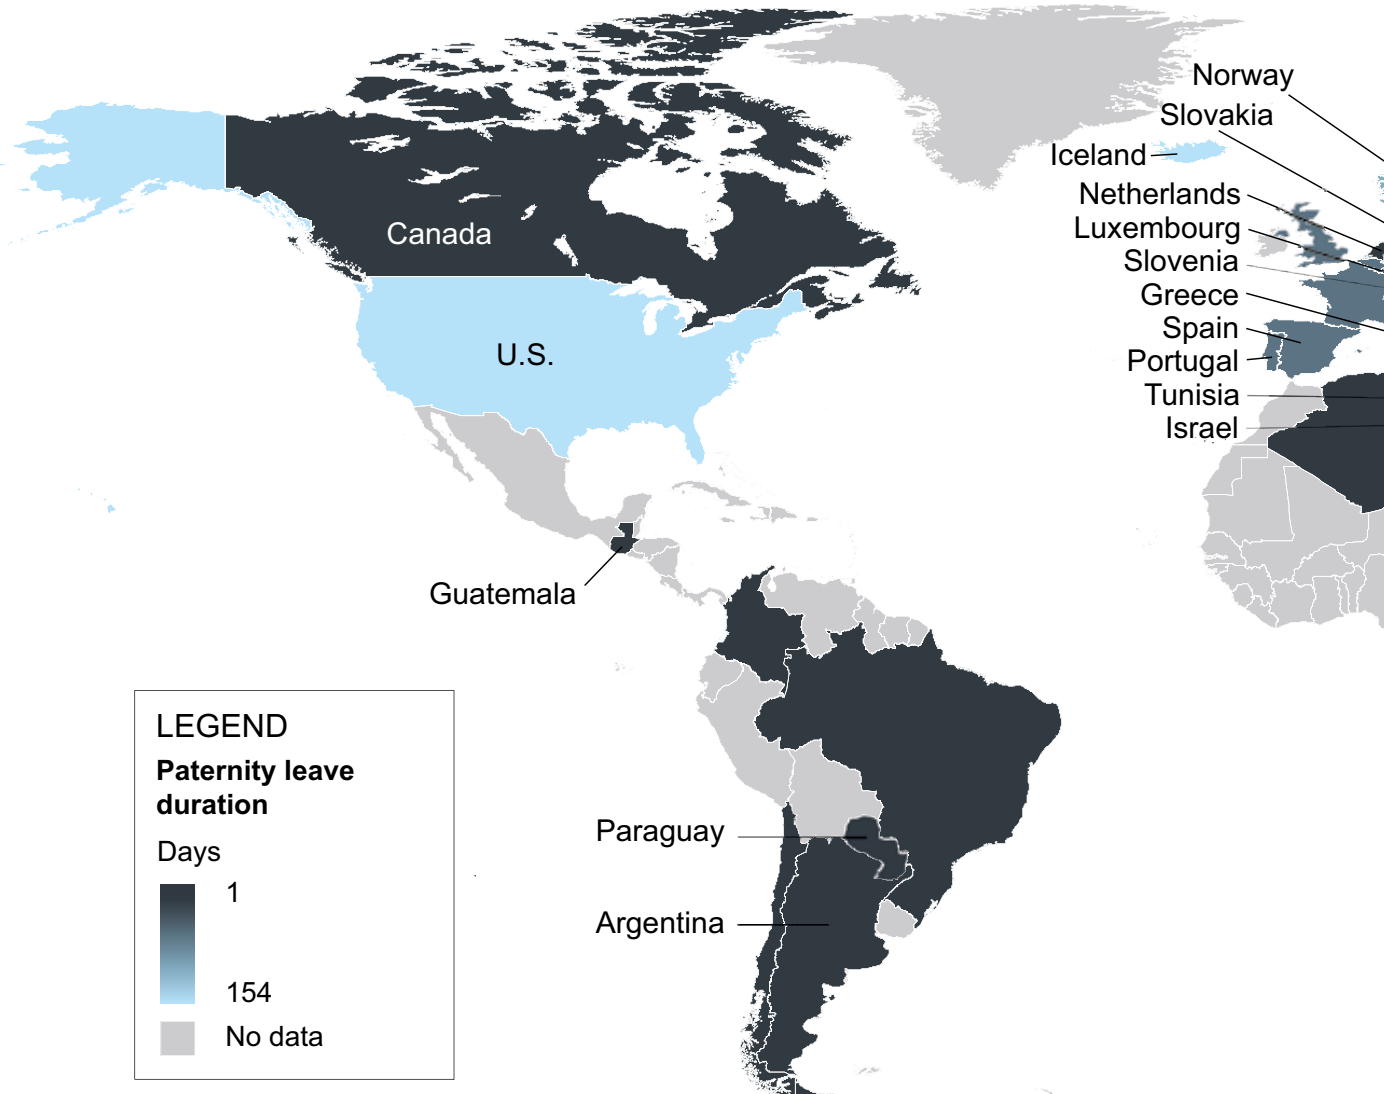 Norway
Slovakia
Iceland
Netherlands
Luxembourg
Slovenia
Greece
Spain
Portugal
Tunisia
Israel
Canada
U.S.
Guatemala
Paraguay
Argentina
LEGEND
Paternity leave
duration
Days
1
154
No data